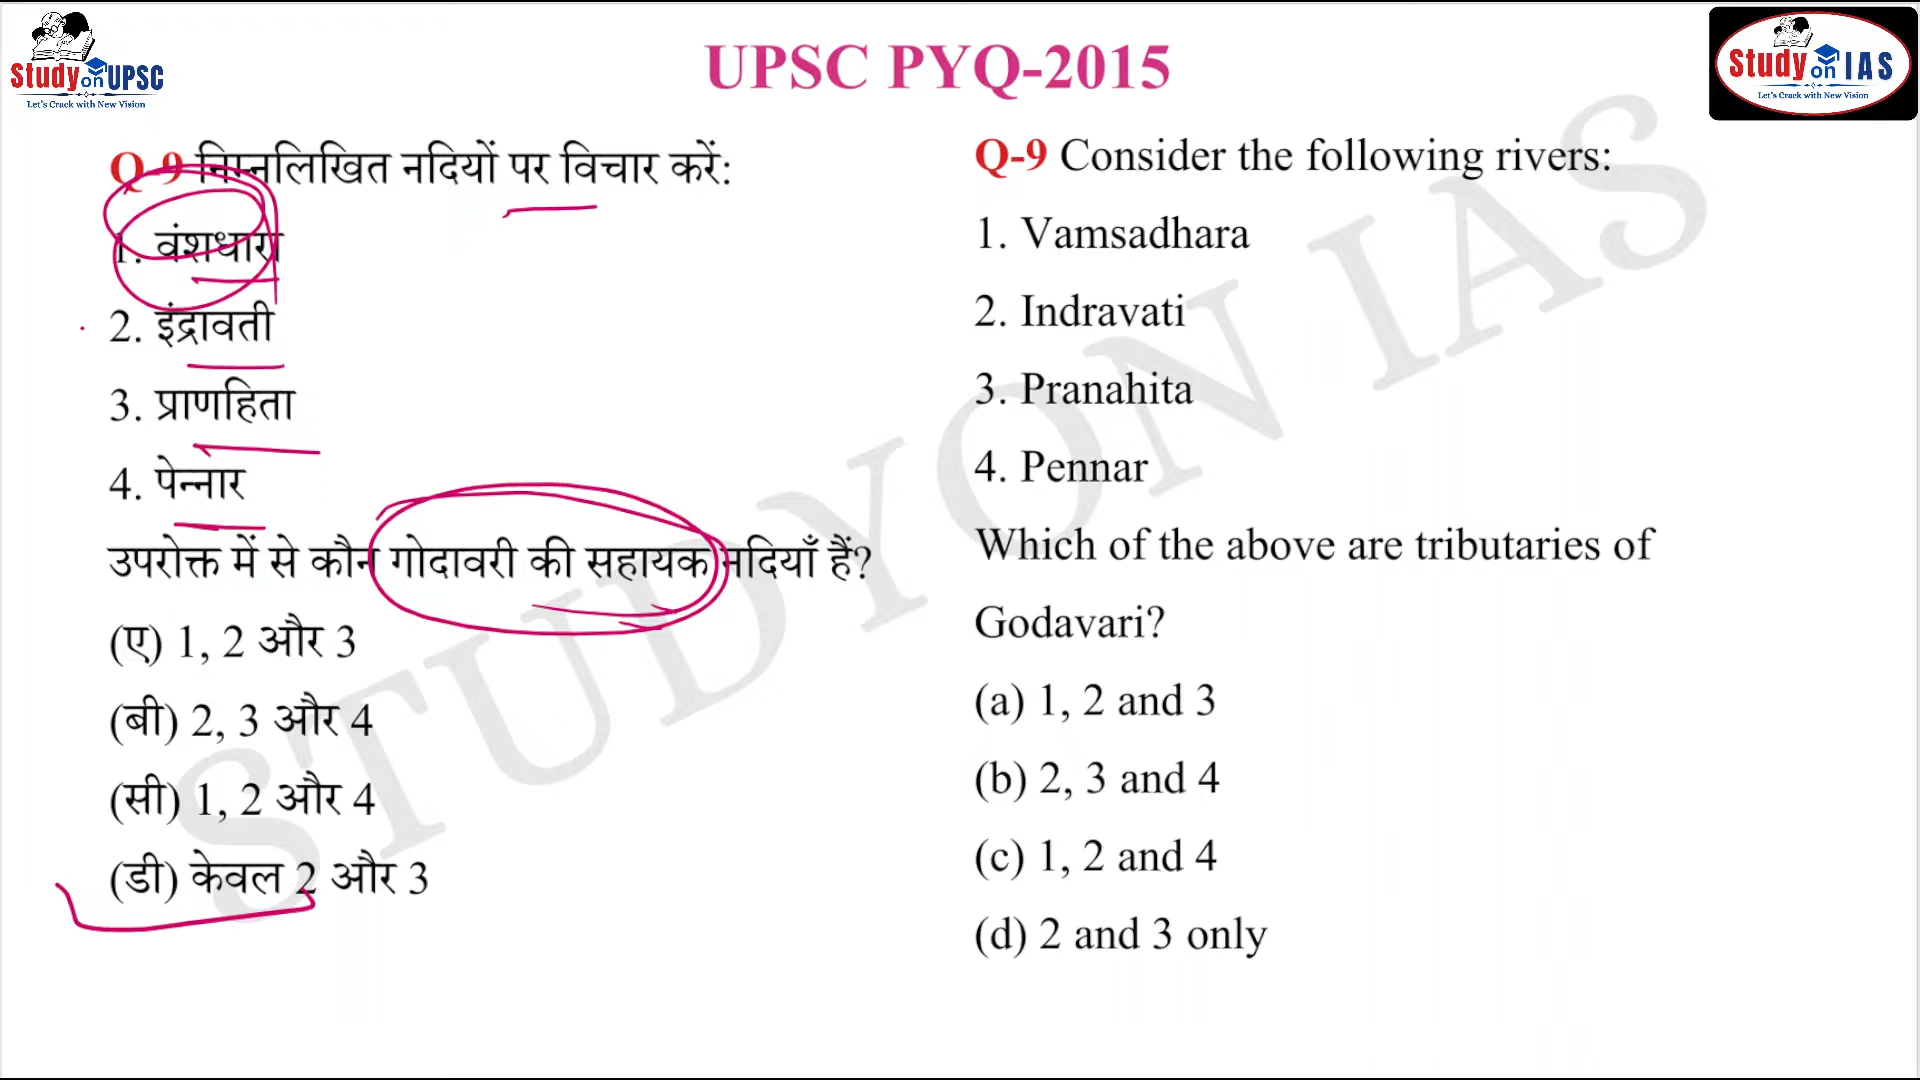 Study on UPSC
Let's Crack with New Vision
UPSC PYQ-2015
Study on IAS
Let's Crack with New Vision
Q-9 निम्नलिखित नदियों पर विचार करें:
1. वंशधारा
2. इंद्रावती
3. प्राणहिता
4. पेन्नार
उपरोक्त में से कौन गोदावरी की सहायक नदियाँ हैं?
(ए) 1, 2 और 3
(बी) 2, 3 और 4
(सी) 1, 2 और 4
(डी) केवल 2 और 3
Q-9 Consider the following rivers:
1. Vamsadhara
2. Indravati
3. Pranahita
4. Pennar
Which of the above are tributaries of
Godavari?
(a) 1, 2 and 3
(b) 2, 3 and 4
(c) 1, 2 and 4
(d) 2 and 3 only
STUDY ON IAS